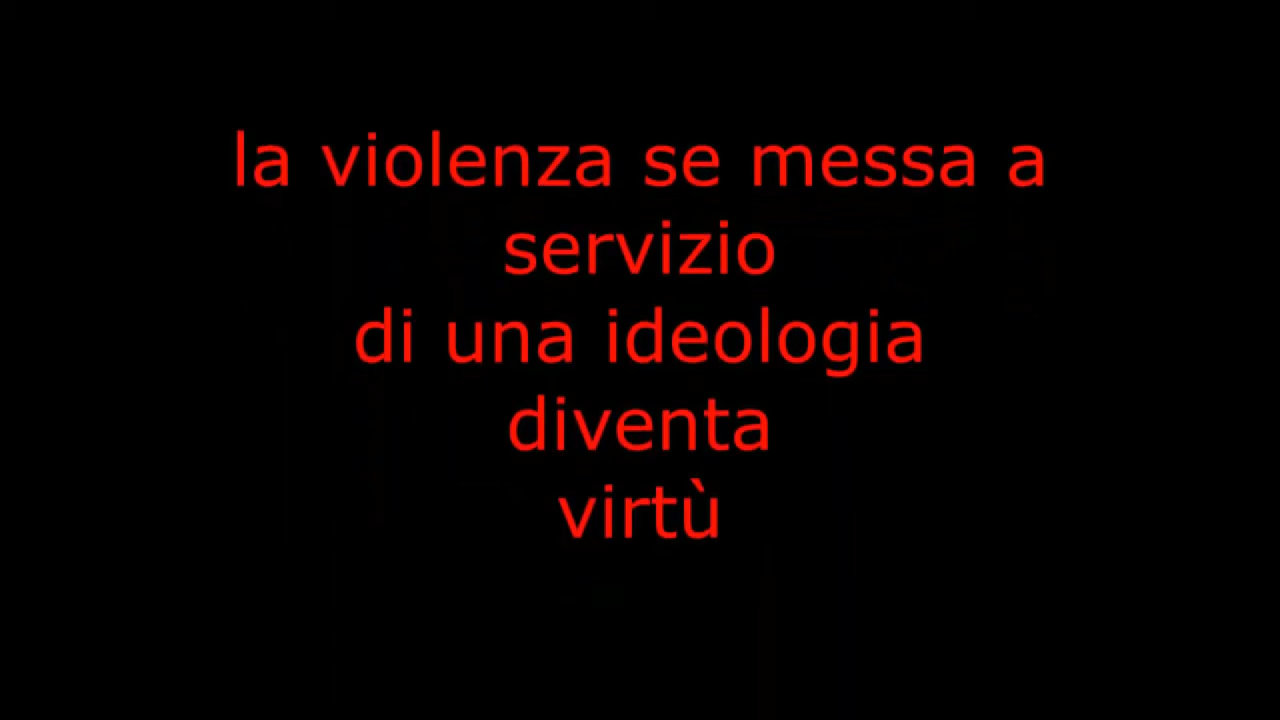 la violenza se messa a
servizio
di una ideologia
diventa
virtù